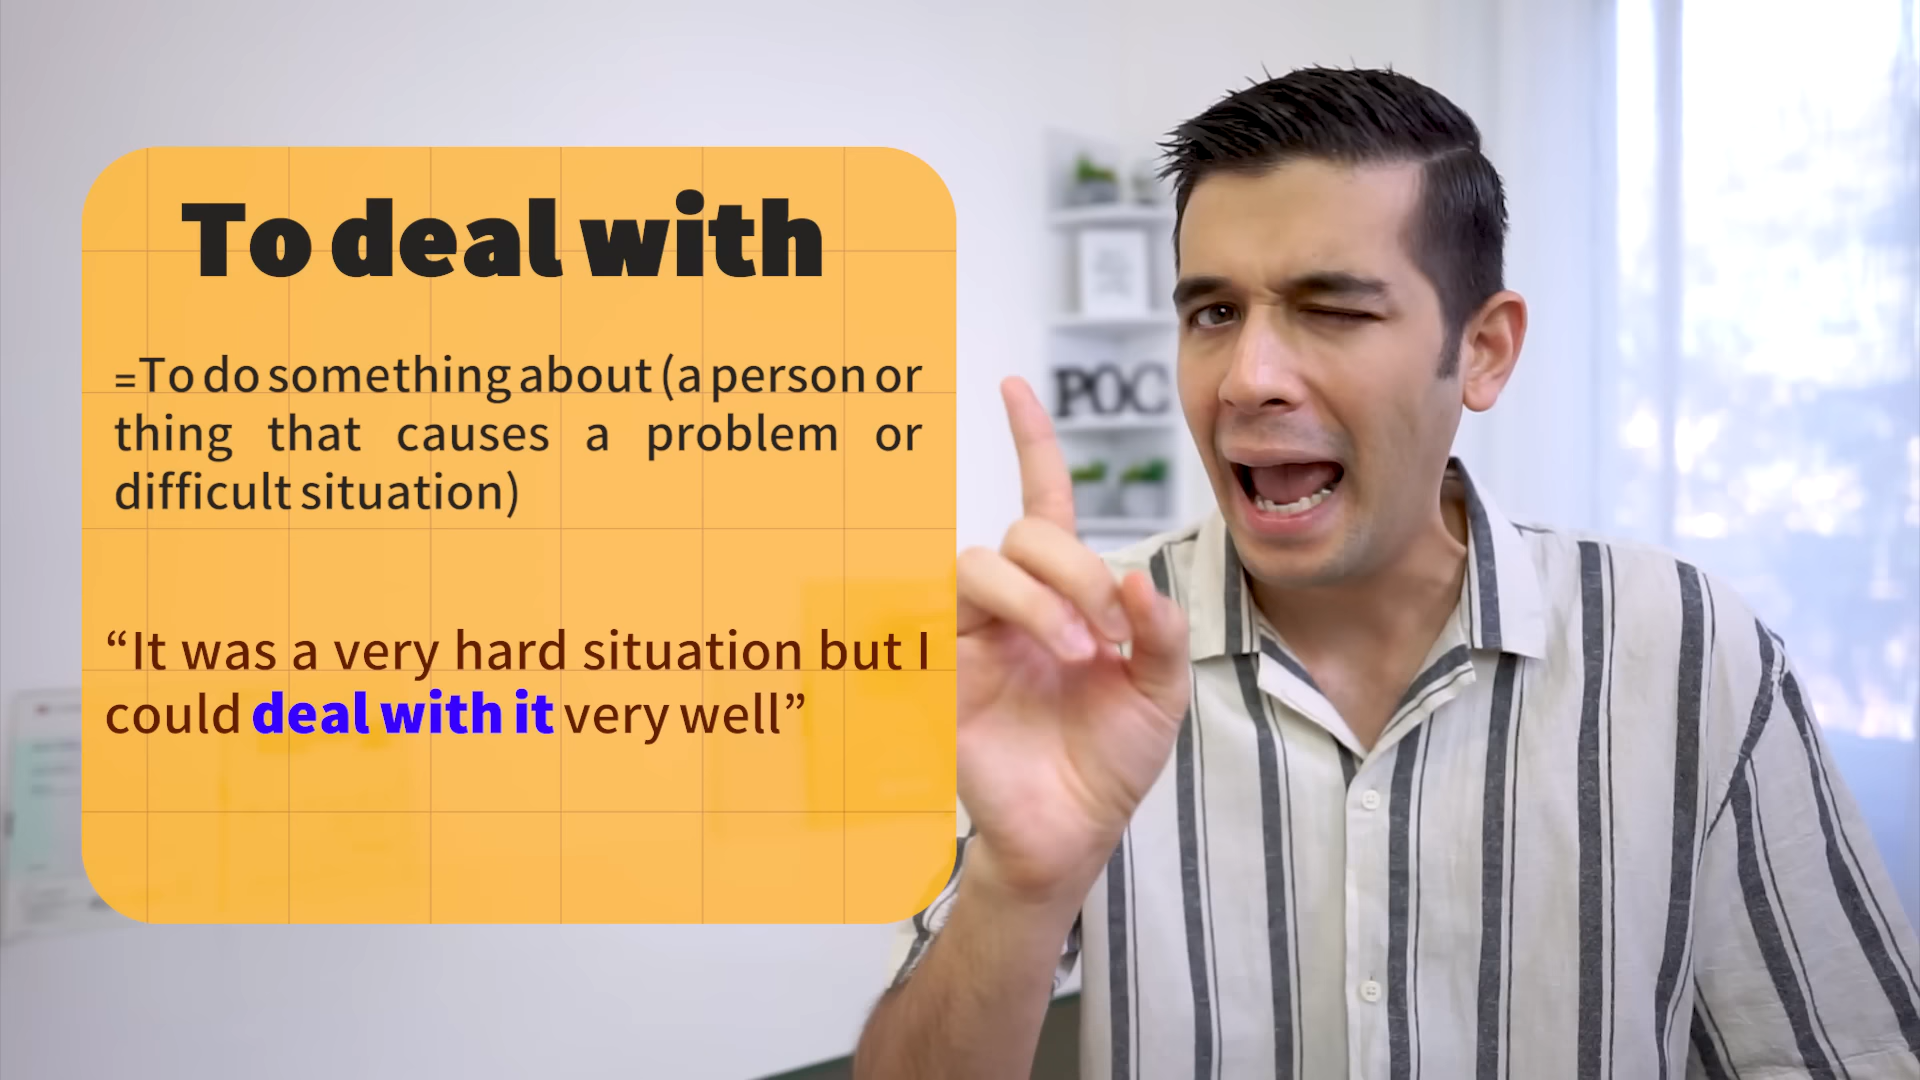 To deal with
=To do something about (a person or
thing that causes a problem or
difficult situation)
“It was a very hard situation but I
could deal with it very well”
POC